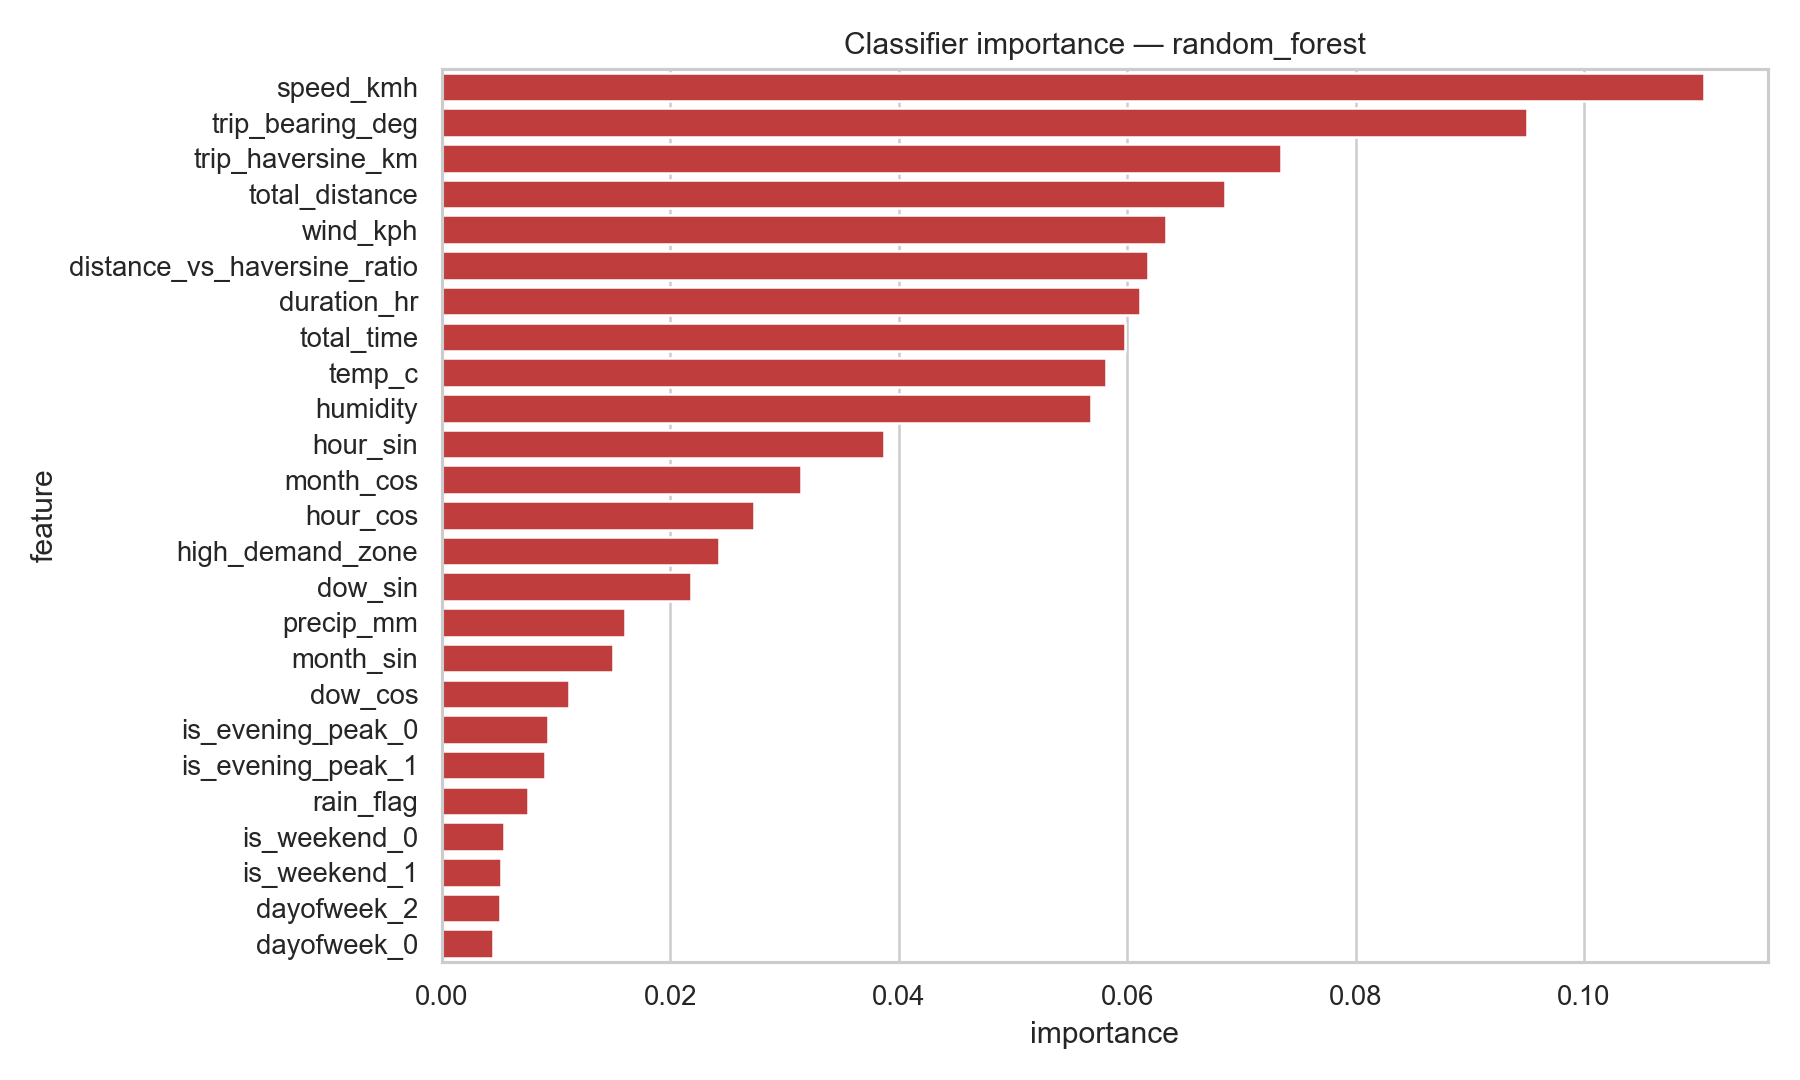 Classifier importance — random_forest
speed_kmh
trip_bearing_deg
trip_haversine_km
total_distance
wind_kph
distance_vs_haversine_ratio
duration_hr
total_time
temp_c
humidity
hour_sin
month_cos
hour_cos
high_demand_zone
dow_sin
precip_mm
month_sin
dow_cos
is_evening_peak_0
is_evening_peak_1
rain_flag
is_weekend_0
is_weekend_1
dayofweek_2
dayofweek_0
feature
0.00 0.02 0.04 0.06 0.08 0.10
importance